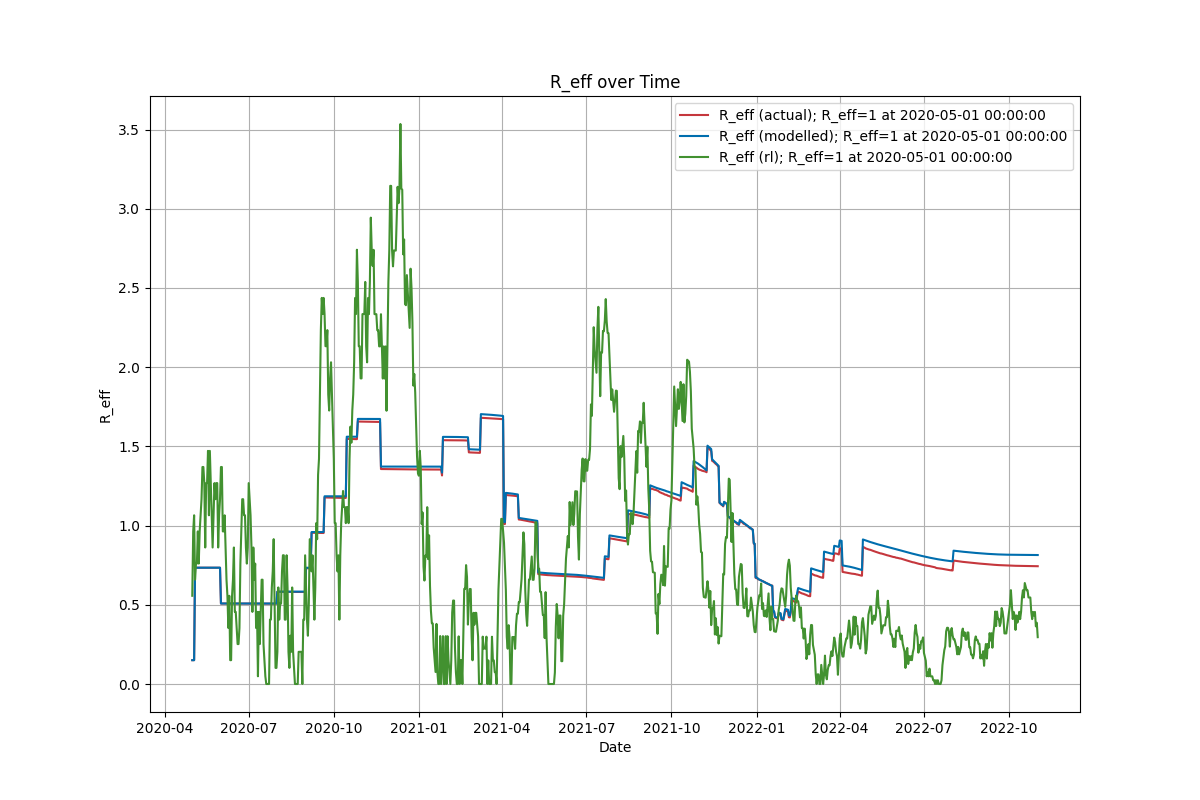 R_eff over Time
R_eff (actual); R_eff=1 at 2020-05-01 00:00:00
R_eff (modelled); R_eff=1 at 2020-05-01 00:00:00
R_eff (rl); R_eff=1 at 2020-05-01 00:00:00
3.5
3.0
2.5
2.0
1.5
1.0
0.5
0.0
R_eff
2020-04 2020-07 2020-10 2021-01 2021-04 2021-07 2021-10 2022-01 2022-04 2022-07 2022-10
Date